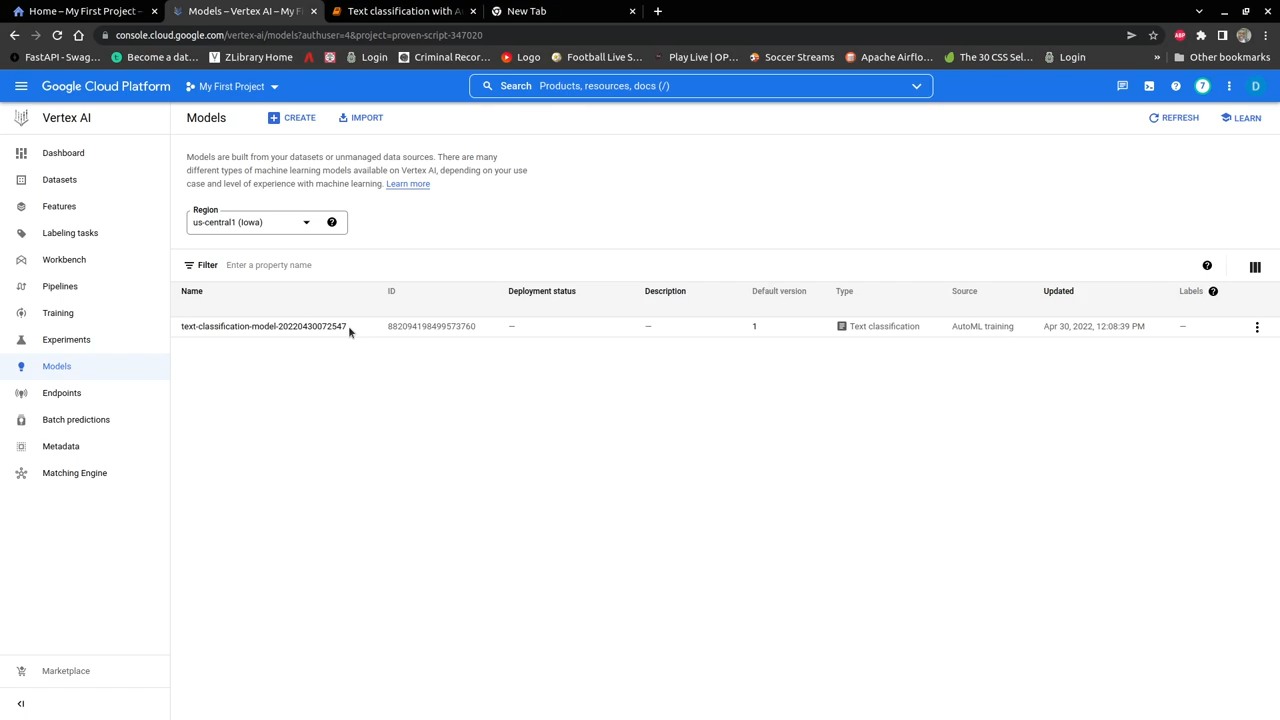 Home – My First Project –
Models – Vertex AI – My Fi
Text classification with A
New Tab
console.cloud.google.com/vertex-ai/models?authuser=4&project=proven-script-347020
ABP
FastAPI - Swag...
Become a dat...
ZLibrary Home
Login
Criminal Recor...
Logo
Football Live S...
Play Live | OP...
Soccer Streams
Apache Airflo...
The 30 CSS Sel...
Login
»
Other bookmarks
Google Cloud Platform
My First Project
Search Products, resources, docs (/)
7
D
Vertex AI
Models
CREATE
IMPORT
REFRESH
LEARN
Dashboard
Datasets
Features
Labeling tasks
Workbench
Pipelines
Training
Experiments
Models
Endpoints
Batch predictions
Metadata
Matching Engine
Marketplace
Models are built from your datasets or unmanaged data sources. There are many
different types of machine learning models available on Vertex AI, depending on your use
case and level of experience with machine learning. Learn more
Region
us-central1 (Iowa)
Filter Enter a property name
Name ID Deployment status Description Default version Type Source Updated Labels
text-classification-model-20220430072547 882094198499573760 — — 1 Text classification AutoML training Apr 30, 2022, 12:08:39 PM —